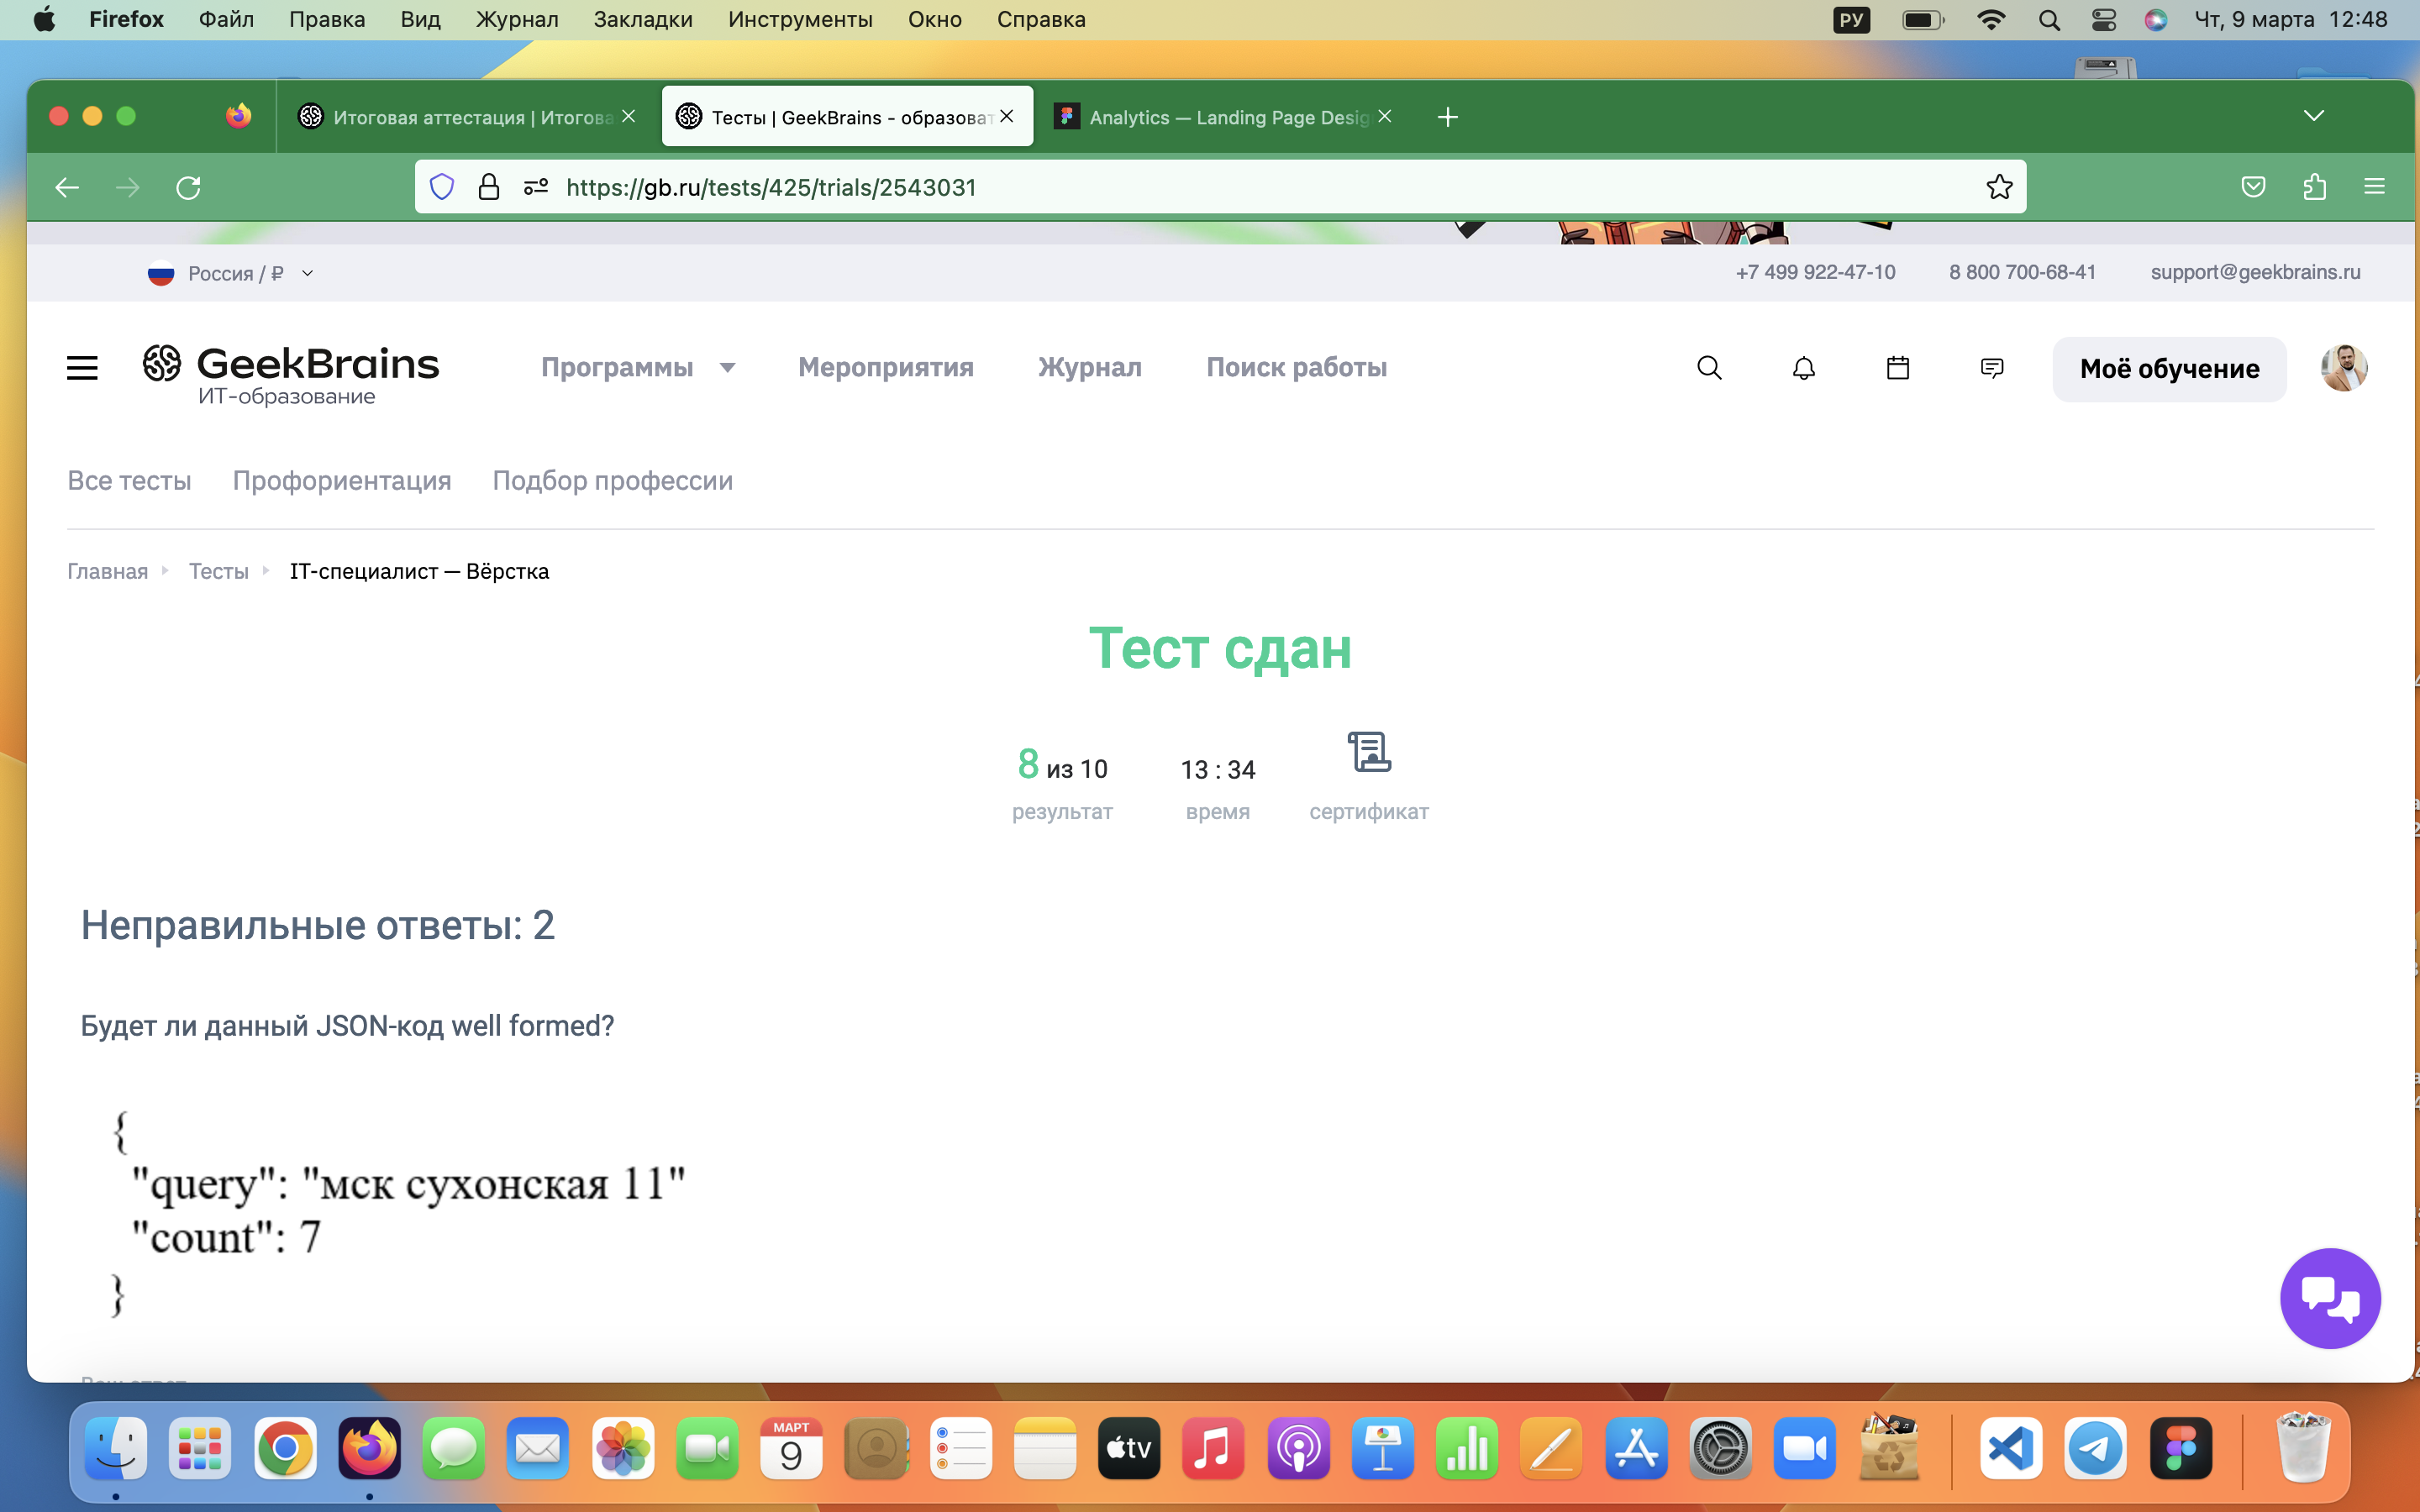 Firefox Файл Правка Вид Журнал Закладки Инструменты Окно Справка РУ Чт, 9 марта 12:48
Итоговая аттестация | Итогова Тесты | GeekBrains - образоват Analytics — Landing Page Desig
https://gb.ru/tests/425/trials/2543031
Россия / ₽ +7 499 922-47-10 8 800 700-68-41 support@geekbrains.ru
GeekBrains
ИТ-образование
Программы Мероприятия Журнал Поиск работы Моё обучение
Все тесты Профориентация Подбор профессии
Главная Тесты IT-специалист — Вёрстка
Тест сдан
8 из 10 13 : 34
результат время сертификат
Неправильные ответы: 2
Будет ли данный JSON-код well formed?
{
"query": "мск сухонская 11"
"count": 7
}
МАРТ
9
tv